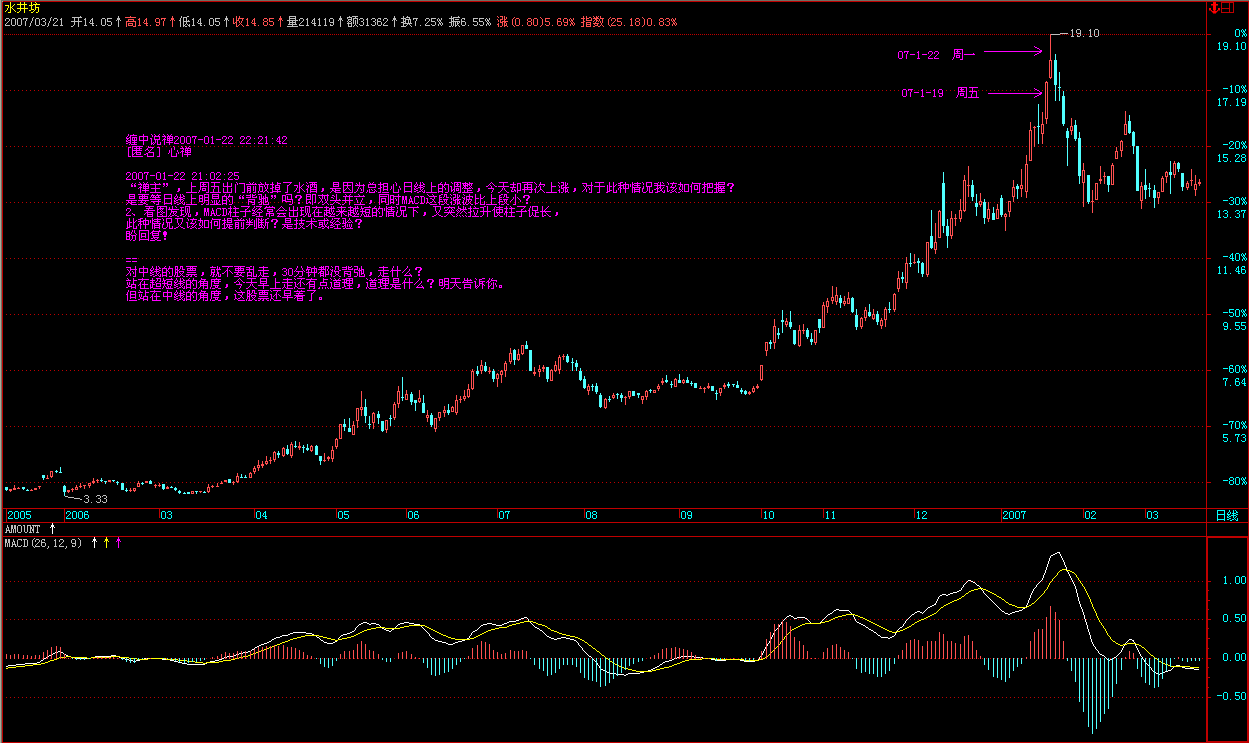 水井坊
2007/03/21 开14.05↑高14.97↑低14.05↑收14.85↑量214119↑额31362↑换7.25% 振6.55% 涨(0.80)5.69% 指数(25.18)0.83%
19.10
0%
19.10
07-1-22 周一
07-1-19 周五
-10%
17.19
缠中说禅2007-01-22 22:21:42
[匿名] 心禅
-20%
15.28
2007-01-22 21:02:25
“禅主”，上周五出门前放掉了水酒，是因为总担心日线上的调整，今天却再次上涨，对于此种情况我该如何把握？
是要等日线上明显的“背驰”吗？即双头并立，同时MACD这段涨波比上段小？
2、看图发现，MACD柱子经常会出现在越来越短的情况下，又突然拉升使柱子促长，
此种情况又该如何提前判断？是技术或经验？
盼回复！
-30%
13.37
==
对中线的股票，就不要乱走，30分钟都没背弛，走什么？
站在超短线的角度，今天早上走还有点道理，道理是什么？明天告诉你。
但站在中线的角度，这股票还早着了。
-40%
11.46
-50%
9.55
-60%
7.64
-70%
5.73
-80%
3.33
2005 2006 03 04 05 06 07 08 09 10 11 12 2007 02 03 日线
AMOUNT ↑
MACD(26,12,9) ↑ ↑ ↑
1.00
0.50
0.00
-0.50